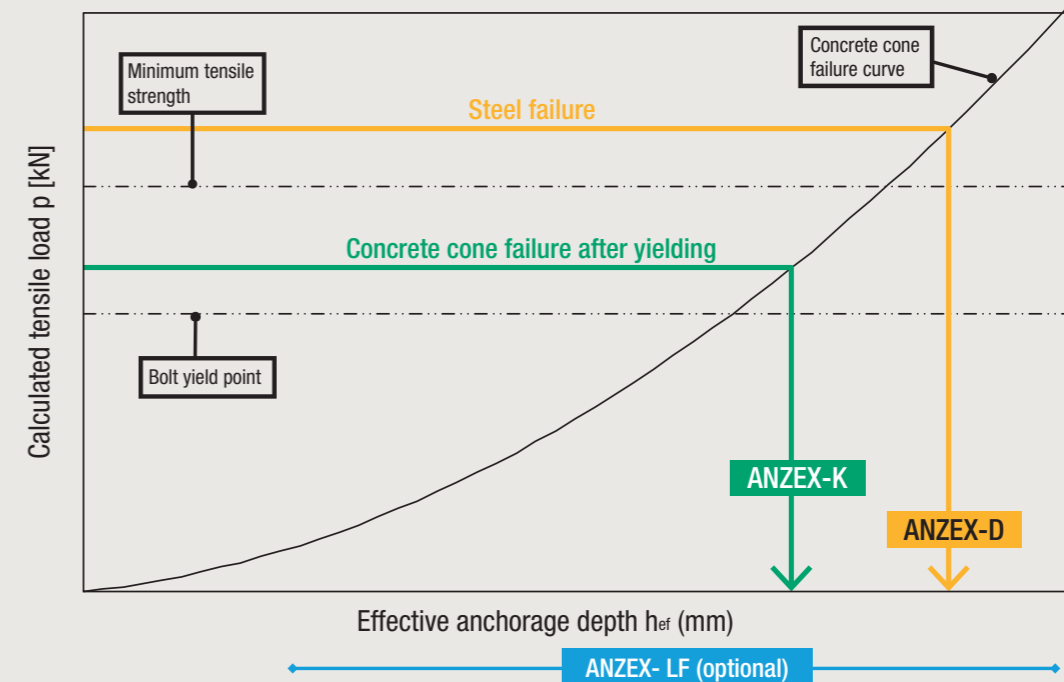 Minimum tensile
strength
Concrete cone
failure curve
Steel failure
Calculated tensile load p [kN]
Concrete cone failure after yielding
Bolt yield point
ANZEX-K
ANZEX-D
Effective anchorage depth hef (mm)
ANZEX- LF (optional)